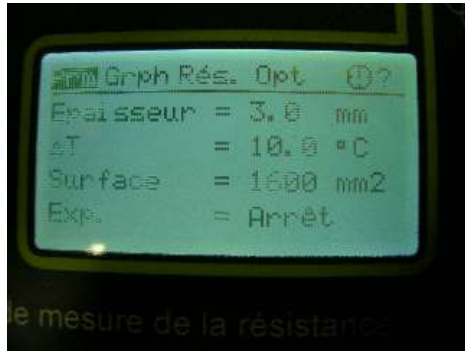 Grph Rés. Opt ?
Epaisseur = 3.0 mm
ΔT = 10.0 °C
Surface = 1600 mm2
Exp. = Arrêt
de mesure de la résistance